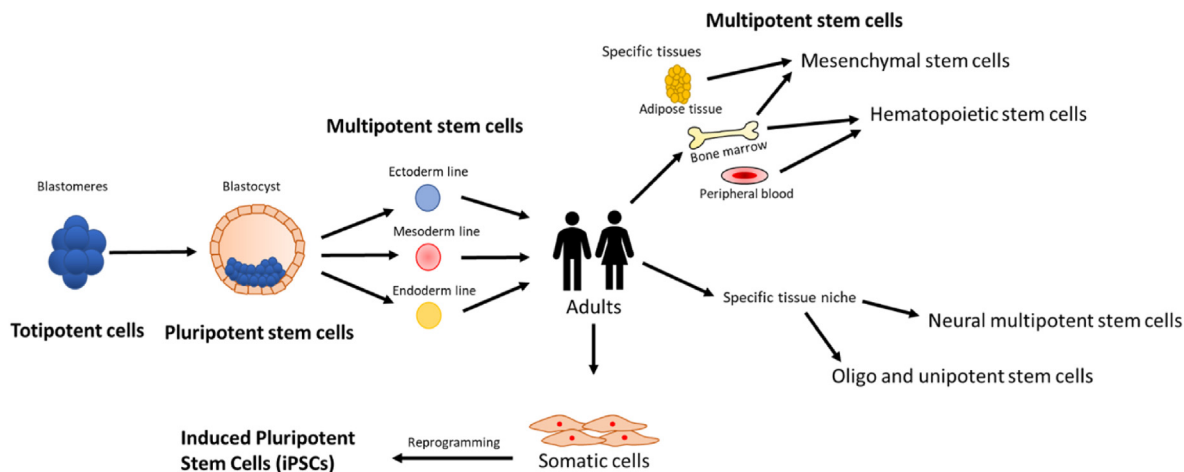 Multipotent stem cells
Specific tissues
Mesenchymal stem cells
Adipose tissue
Hematopoietic stem cells
Bone marrow
Peripheral blood
Multipotent stem cells
Ectoderm line
Blastomeres
Blastocyst
Mesoderm line
Endoderm line
Totipotent cells
Pluripotent stem cells
Adults
Specific tissue niche
Neural multipotent stem cells
Oligo and unipotent stem cells
Induced Pluripotent
Stem Cells (iPSCs)
Reprogramming
Somatic cells